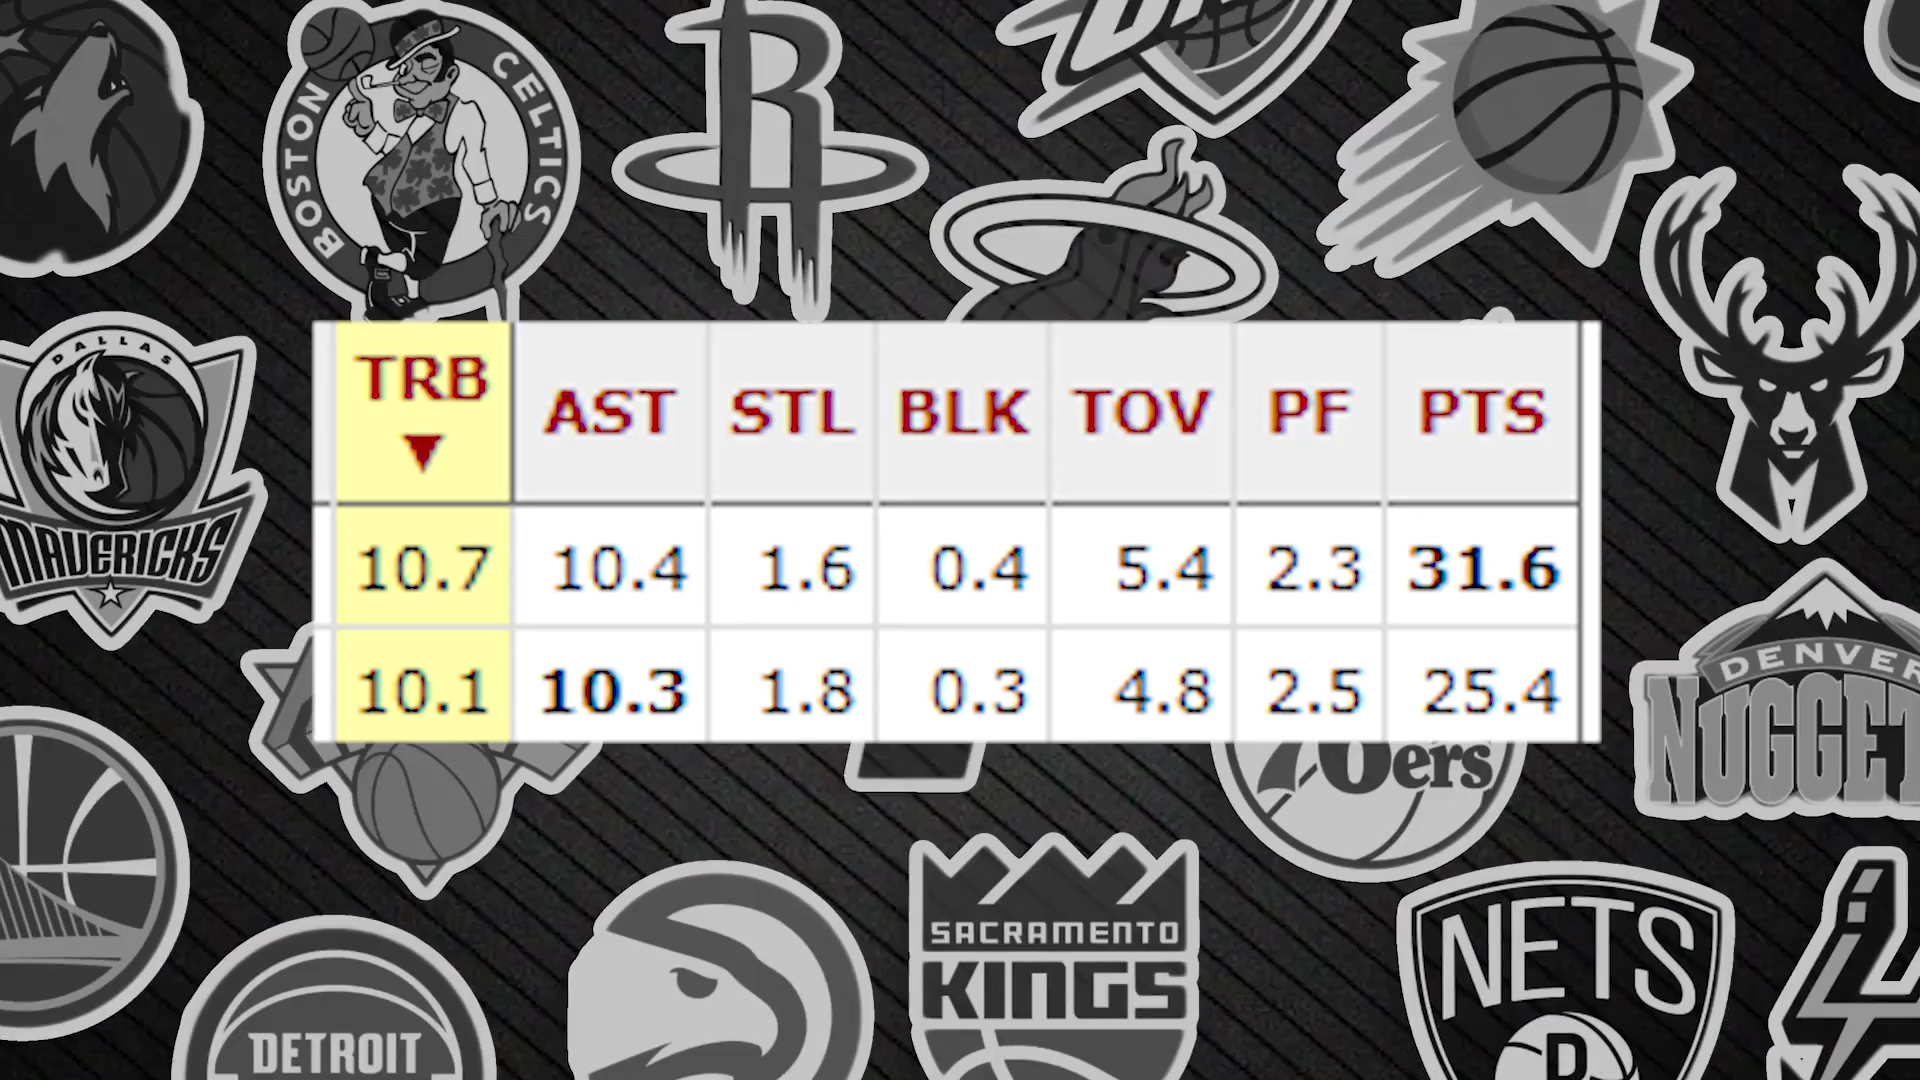 BOSTON CELTICS
DALLAS
MAVERICKS
TRB AST STL BLK TOV PF PTS
10.7 10.4 1.6 0.4 5.4 2.3 31.6
10.1 10.3 1.8 0.3 4.8 2.5 25.4
DENVER
76ers
SACRAMENTO
KINGS
NETS
B
DETROIT